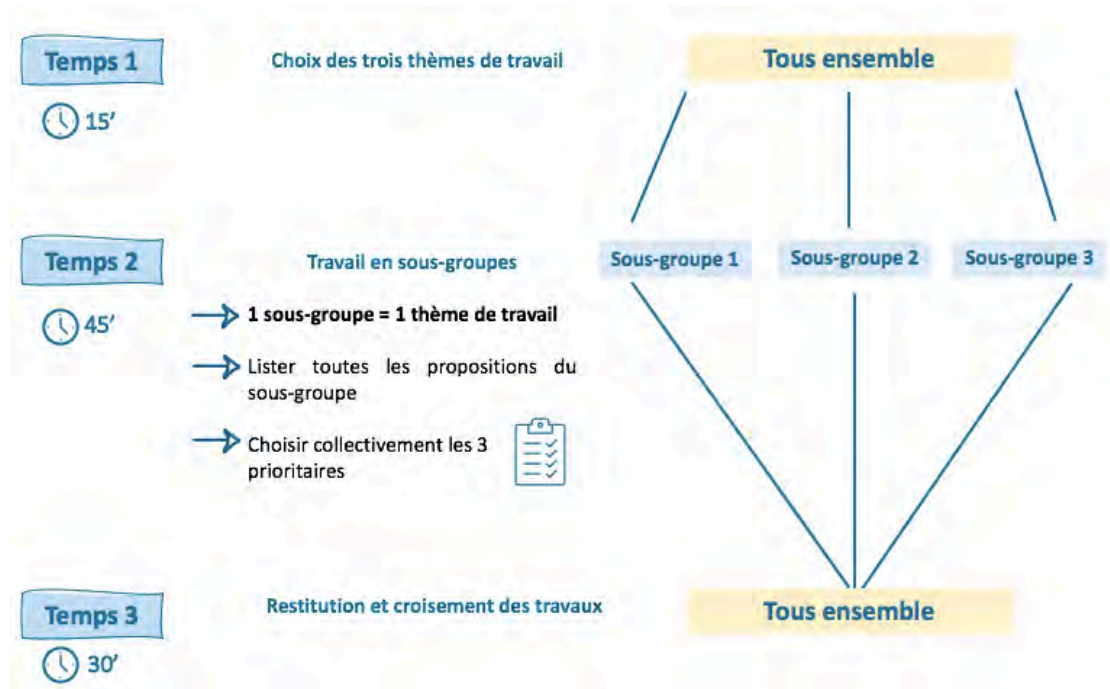 Temps 1
Choix des trois thèmes de travail
Tous ensemble
15’
Temps 2
Travail en sous-groupes
Sous-groupe 1
Sous-groupe 2
Sous-groupe 3
45’
1 sous-groupe = 1 thème de travail
Lister toutes les propositions du
sous-groupe
Choisir collectivement les 3
prioritaires
Temps 3
Restitution et croisement des travaux
Tous ensemble
30’